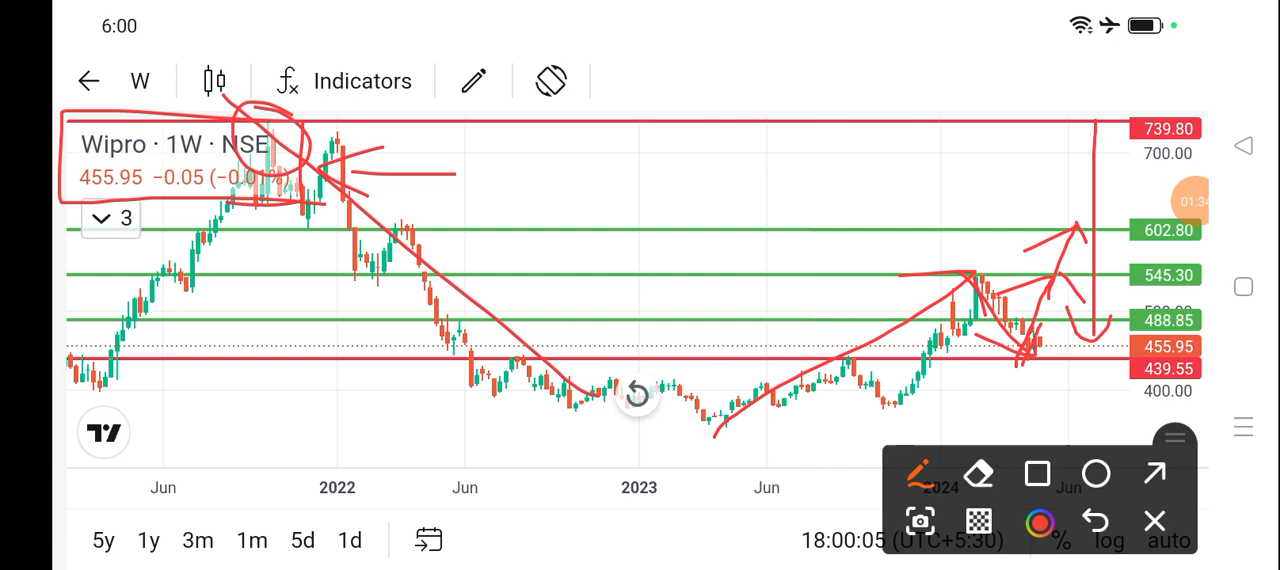 6:00
W
Indicators
Wipro · 1W · NSE
455.95 −0.05 (−0.01%)
3
739.80
700.00
01:34
602.80
545.30
488.85
455.95
439.55
400.00
Jun 2022 Jun 2023 Jun 2024 Jun
5y 1y 3m 1m 5d 1d
18:00:05 (UTC+5:30) % log auto